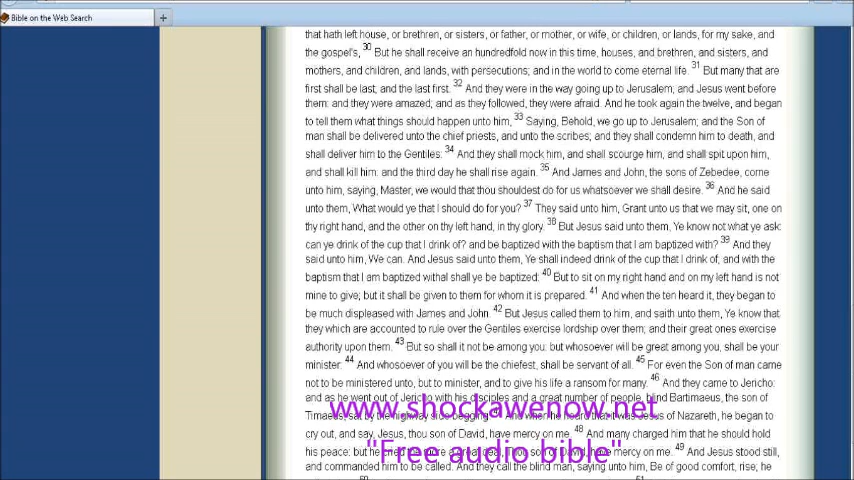 Bible on the Web Search
that hath left house, or brethren, or sisters, or father, or mother, or wife, or children, or lands, for my sake, and
the gospel's, 30 But he shall receive an hundredfold now in this time, houses, and brethren, and sisters, and
mothers, and children, and lands, with persecutions; and in the world to come eternal life. 31 But many that are
first shall be last; and the last first. 32 And they were in the way going up to Jerusalem; and Jesus went before
them: and they were amazed; and as they followed, they were afraid. And he took again the twelve, and began
to tell them what things should happen unto him, 33 Saying, Behold, we go up to Jerusalem; and the Son of
man shall be delivered unto the chief priests, and unto the scribes; and they shall condemn him to death, and
shall deliver him to the Gentiles: 34 And they shall mock him, and shall scourge him, and shall spit upon him,
and shall kill him: and the third day he shall rise again. 35 And James and John, the sons of Zebedee, come
unto him, saying, Master, we would that thou shouldest do for us whatsoever we shall desire. 36 And he said
unto them, What would ye that I should do for you? 37 They said unto him, Grant unto us that we may sit, one on
thy right hand, and the other on thy left hand, in thy glory. 38 But Jesus said unto them, Ye know not what ye ask:
can ye drink of the cup that I drink of? and be baptized with the baptism that I am baptized with? 39 And they
said unto him, We can. And Jesus said unto them, Ye shall indeed drink of the cup that I drink of; and with the
baptism that I am baptized withal shall ye be baptized: 40 But to sit on my right hand and on my left hand is not
mine to give; but it shall be given to them for whom it is prepared. 41 And when the ten heard it, they began to
be much displeased with James and John. 42 But Jesus called them to him, and saith unto them, Ye know that
they which are accounted to rule over the Gentiles exercise lordship over them; and their great ones exercise
authority upon them. 43 But so shall it not be among you: but whosoever will be great among you, shall be your
minister: 44 And whosoever of you will be the chiefest, shall be servant of all. 45 For even the Son of man came
not to be ministered unto, but to minister, and to give his life a ransom for many. 46 And they came to Jericho:
and as he went out of Jericho with his disciples and a great number of people, blind Bartimaeus, the son of
www.shockawenow.net
Timaeus, sat by the highway side begging. And when he heard that it was Jesus of Nazareth, he began to
cry out, and say, Jesus, thou son of David, have mercy on me. 48 And many charged him that he should hold
his peace: but he cried the more a great deal, Thou son of David, have mercy on me. 49 And Jesus stood still,
"Free audio bible"
and commanded him to be called. And they call the blind man, saying unto him, Be of good comfort, rise; he